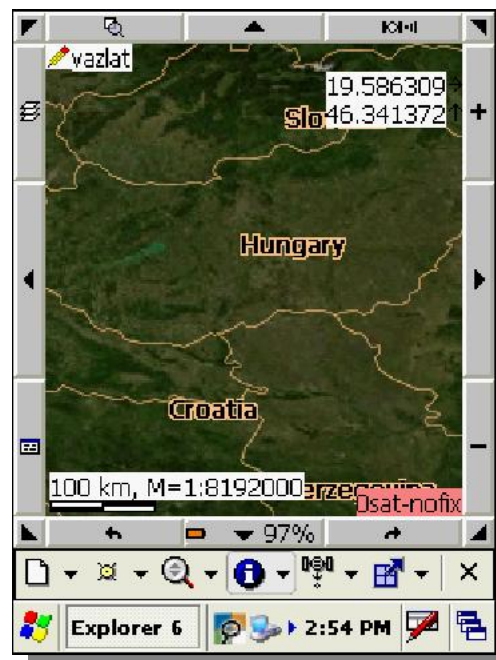 vazlat
19.586309
Slo 46.341372
Hungary
Croatia
100 km, M=1:8192000 erzegovina
0sat-nofix
97%
Explorer 6
2:54 PM